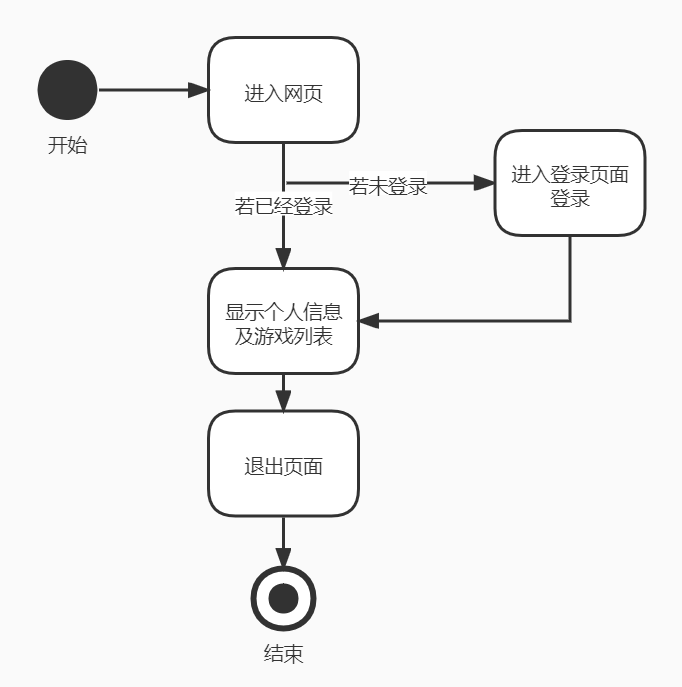 进入网页
开始
若未登录
进入登录页面
登录
若已经登录
显示个人信息
及游戏列表
退出页面
结束